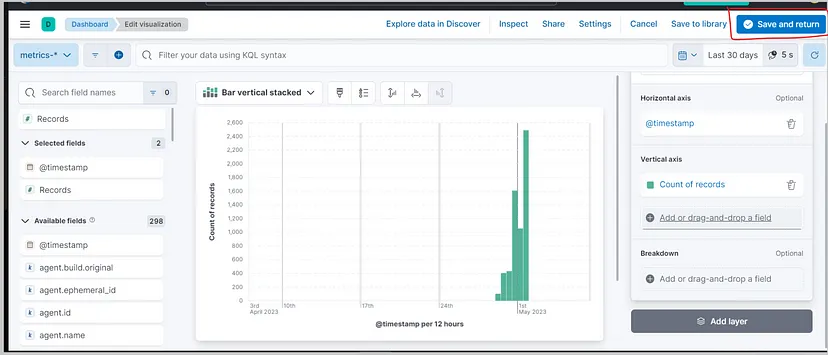 D Dashboard Edit visualization Explore data in Discover Inspect Share Settings Cancel Save to library Save and return
metrics-* Filter your data using KQL syntax Last 30 days 5 s
Search field names 0
Bar vertical stacked
# Records
Selected fields 2
@timestamp
# Records
Available fields 298
@timestamp
k agent.build.original
k agent.ephemeral_id
k agent.id
k agent.name
Count of records
2,600
2,400
2,200
2,000
1,800
1,600
1,400
1,200
1,000
800
600
400
200
0
3rd 10th 17th 24th 1st
April 2023 May 2023
@timestamp per 12 hours
Horizontal axis Optional
@timestamp
Vertical axis
Count of records
Add or drag-and-drop a field
Breakdown Optional
Add or drag-and-drop a field
Add layer